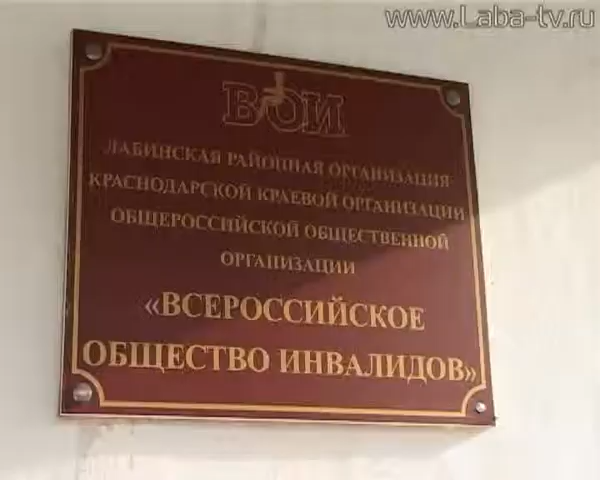 www.Laba-tv.ru
ВОИ
ЛАБИНСКАЯ РАЙОННАЯ ОРГАНИЗАЦИЯ
КРАСНОДАРСКОЙ КРАЕВОЙ ОРГАНИЗАЦИИ
ОБЩЕРОССИЙСКОЙ ОБЩЕСТВЕННОЙ
ОРГАНИЗАЦИИ
«ВСЕРОССИЙСКОЕ
ОБЩЕСТВО ИНВАЛИДОВ»